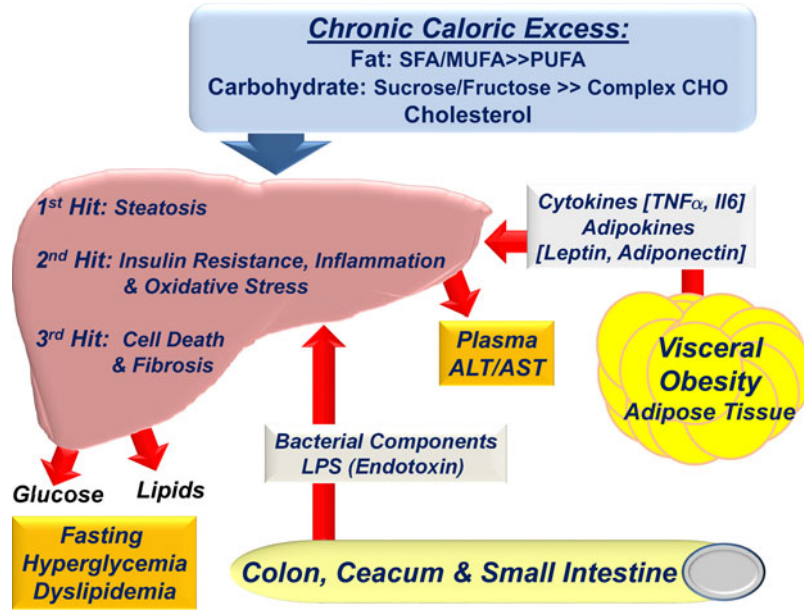 Chronic Caloric Excess:
Fat: SFA/MUFA>>PUFA
Carbohydrate: Sucrose/Fructose >> Complex CHO
Cholesterol
1st Hit: Steatosis
2nd Hit: Insulin Resistance, Inflammation
& Oxidative Stress
3rd Hit: Cell Death
& Fibrosis
Cytokines [TNFα, Il6]
Adipokines
[Leptin, Adiponectin]
Plasma
ALT/AST
Visceral
Obesity
Adipose Tissue
Bacterial Components
LPS (Endotoxin)
Glucose
Lipids
Fasting
Hyperglycemia
Dyslipidemia
Colon, Ceacum & Small Intestine